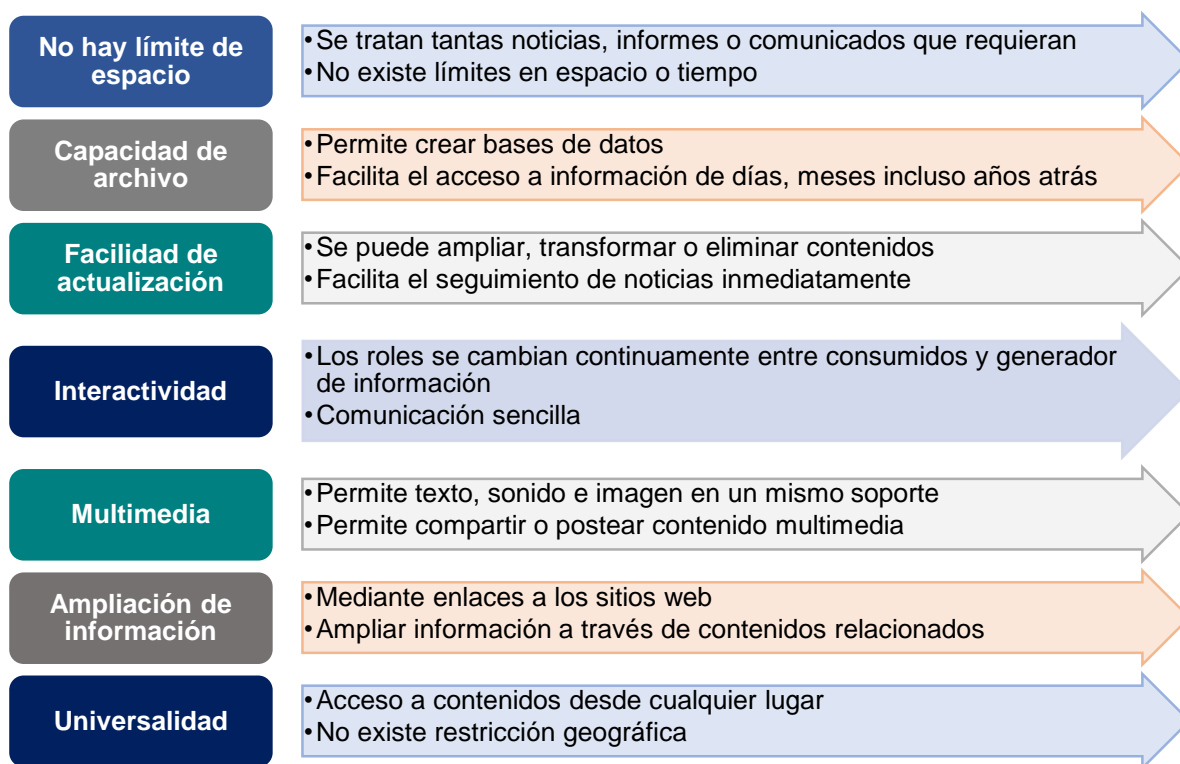 No hay límite de
espacio
•Se tratan tantas noticias, informes o comunicados que requieran
•No existe límites en espacio o tiempo
Capacidad de
archivo
•Permite crear bases de datos
•Facilita el acceso a información de días, meses incluso años atrás
Facilidad de
actualización
•Se puede ampliar, transformar o eliminar contenidos
•Facilita el seguimiento de noticias inmediatamente
Interactividad
•Los roles se cambian continuamente entre consumidos y generador
de información
•Comunicación sencilla
Multimedia
•Permite texto, sonido e imagen en un mismo soporte
•Permite compartir o postear contenido multimedia
Ampliación de
información
•Mediante enlaces a los sitios web
•Ampliar información a través de contenidos relacionados
Universalidad
•Acceso a contenidos desde cualquier lugar
•No existe restricción geográfica